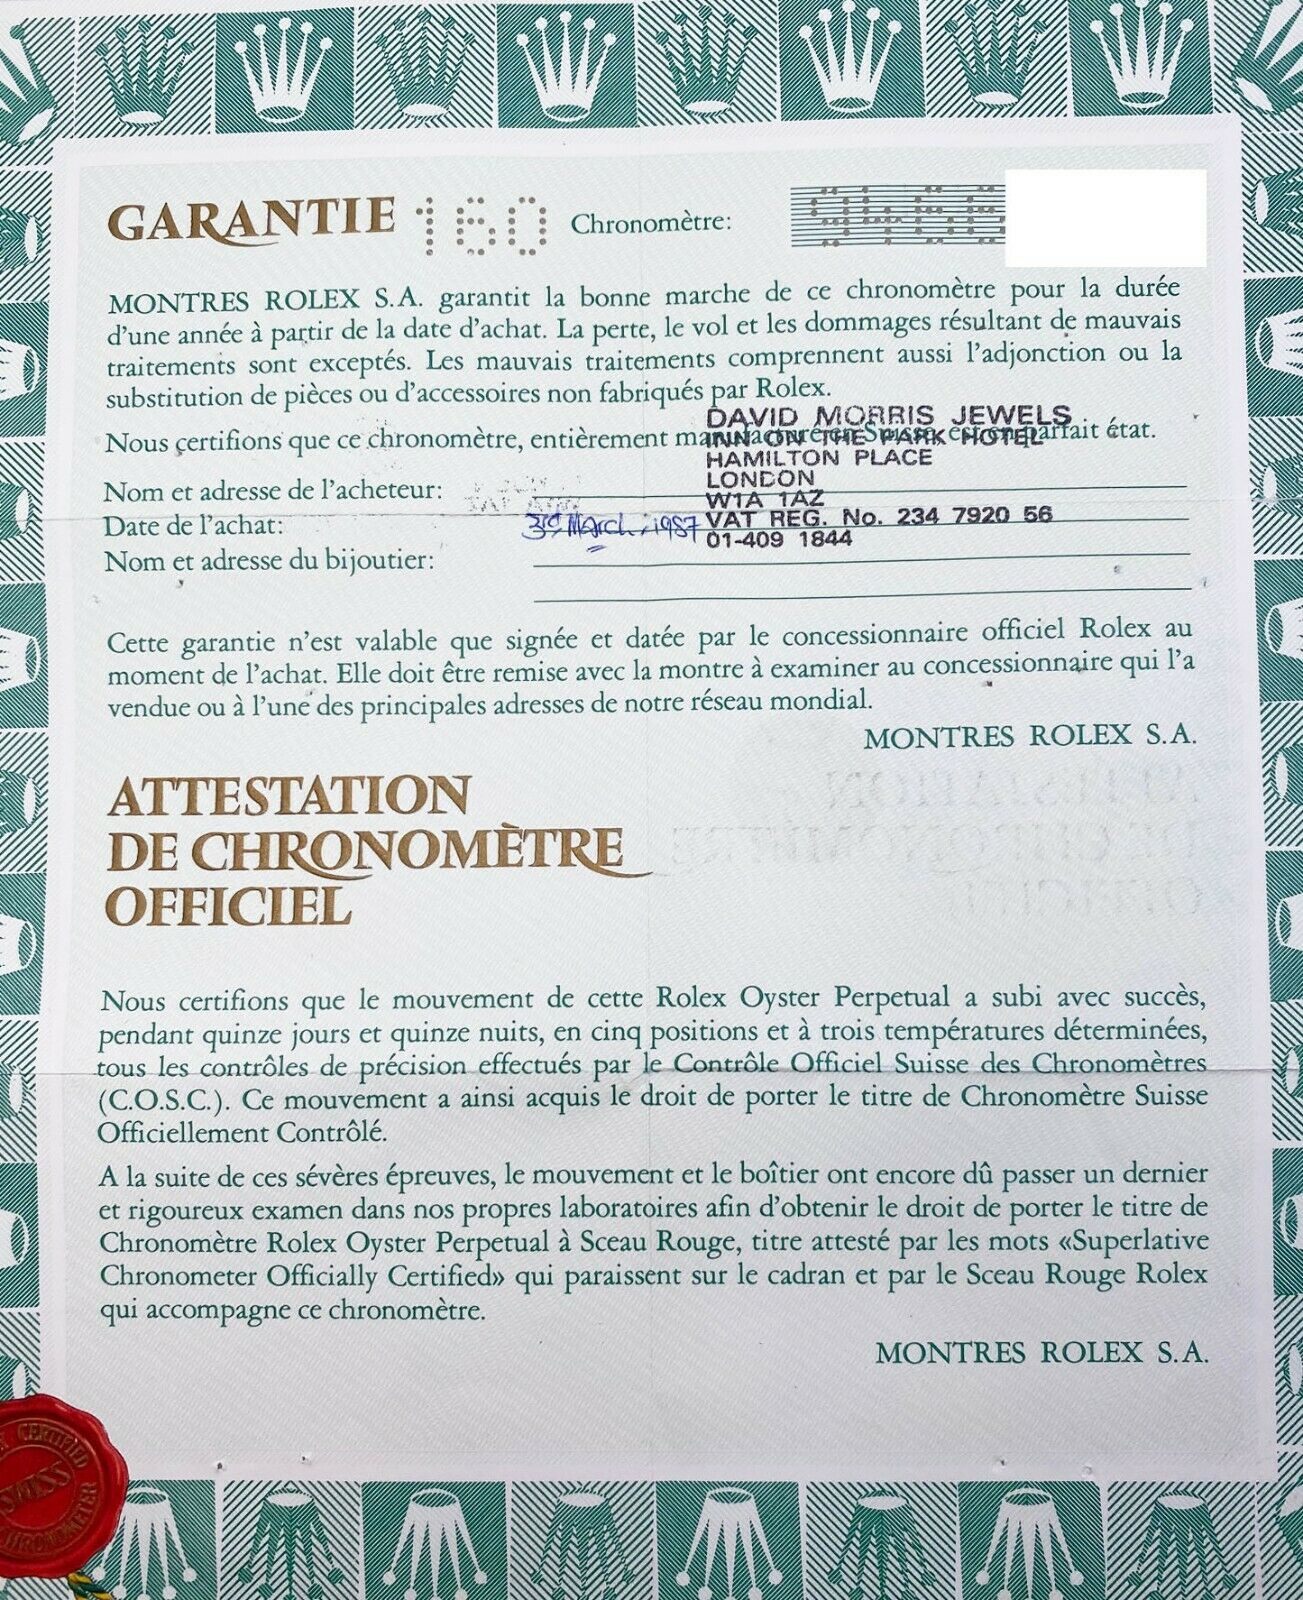 GARANTIE 160 Chronomètre:
MONTRES ROLEX S.A. garantit la bonne marche de ce chronomètre pour la durée
d'une année à partir de la date d'achat. La perte, le vol et les dommages résultant de mauvais
traitements sont exceptés. Les mauvais traitements comprennent aussi l'adjonction ou la
substitution de pièces ou d'accessoires non fabriqués par Rolex.
DAVID MORRIS JEWELS
Nous certifions que ce chronomètre, entièrement manufacturé en Suisse, est en parfait état.
INN ON THE PARK HOTEL
HAMILTON PLACE
LONDON
Nom et adresse de l'acheteur:
W1A 1AZ
Date de l'achat: 3rd March, 1987 VAT REG. No. 234 7920 56
01-409 1844
Nom et adresse du bijoutier:
Cette garantie n'est valable que signée et datée par le concessionnaire officiel Rolex au
moment de l'achat. Elle doit être remise avec la montre à examiner au concessionnaire qui l'a
vendue ou à l'une des principales adresses de notre réseau mondial.
MONTRES ROLEX S.A.
ATTESTATION
DE CHRONOMÈTRE
OFFICIEL
Nous certifions que le mouvement de cette Rolex Oyster Perpetual a subi avec succès,
pendant quinze jours et quinze nuits, en cinq positions et à trois températures déterminées,
tous les contrôles de précision effectués par le Contrôle Officiel Suisse des Chronomètres
(C.O.S.C.). Ce mouvement a ainsi acquis le droit de porter le titre de Chronomètre Suisse
Officiellement Contrôlé.
A la suite de ces sévères épreuves, le mouvement et le boîtier ont encore dû passer un dernier
et rigoureux examen dans nos propres laboratoires afin d'obtenir le droit de porter le titre de
Chronomètre Rolex Oyster Perpetual à Sceau Rouge, titre attesté par les mots «Superlative
Chronometer Officially Certified» qui paraissent sur le cadran et par le Sceau Rouge Rolex
qui accompagne ce chronomètre.
MONTRES ROLEX S.A.
CERTIFIED
SWISS
CHRONOMETER